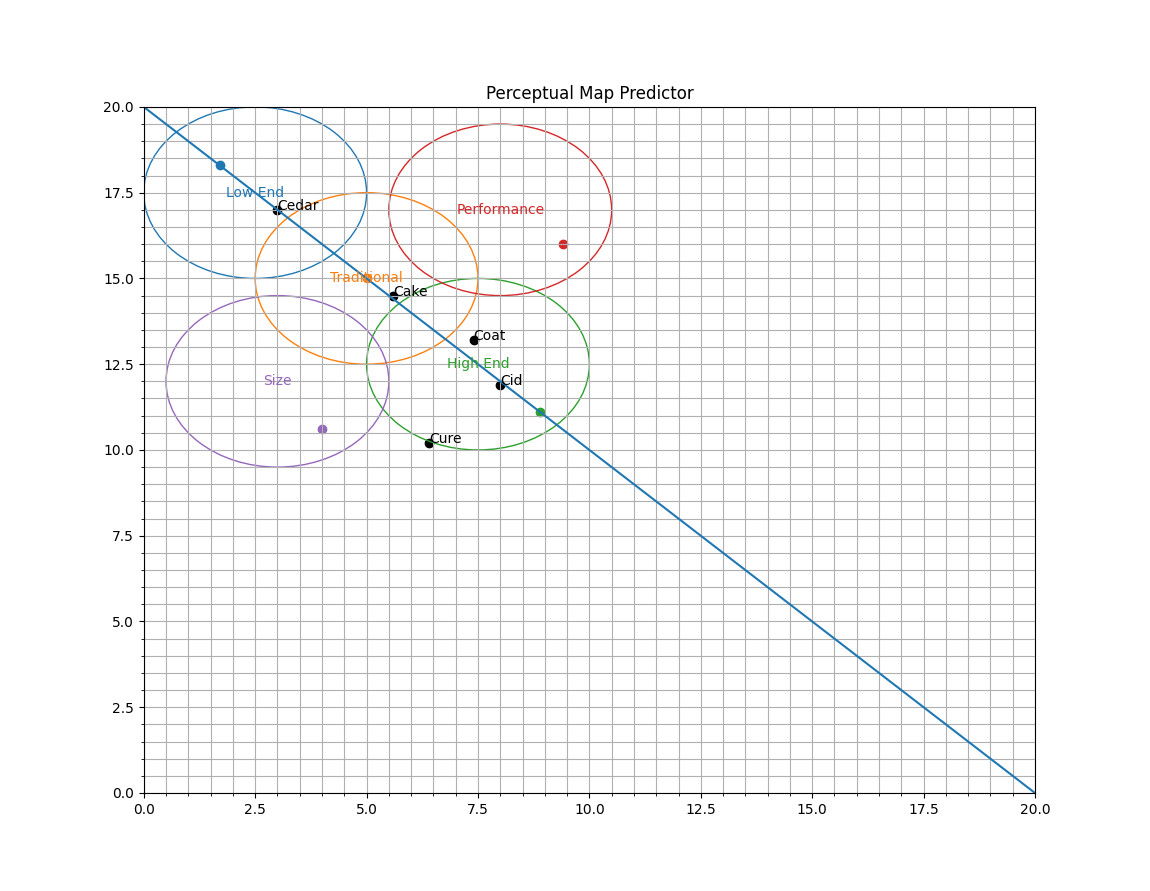 Perceptual Map Predictor
20.0
17.5
15.0
12.5
10.0
7.5
5.0
2.5
0.0
Low End
Cedar
Performance
Traditional
Cake
Coat
High End
Size
Cid
Cure
0.0 2.5 5.0 7.5 10.0 12.5 15.0 17.5 20.0